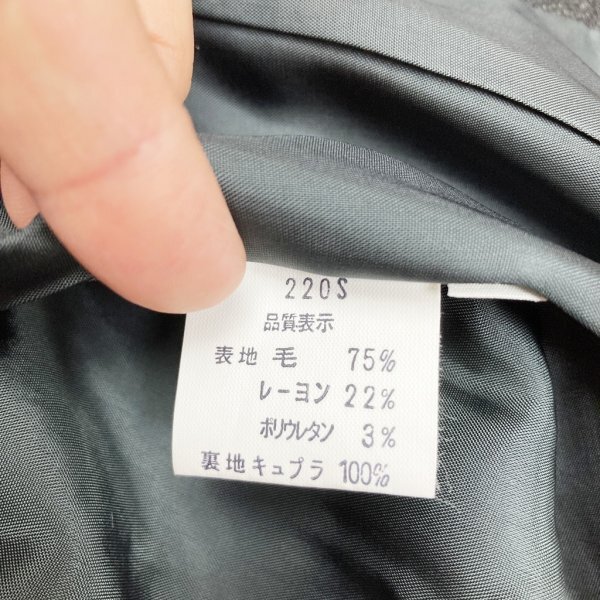 220S
品質表示
表地 毛 75%
レーヨン 22%
ポリウレタン 3%
裏地キュプラ 100%